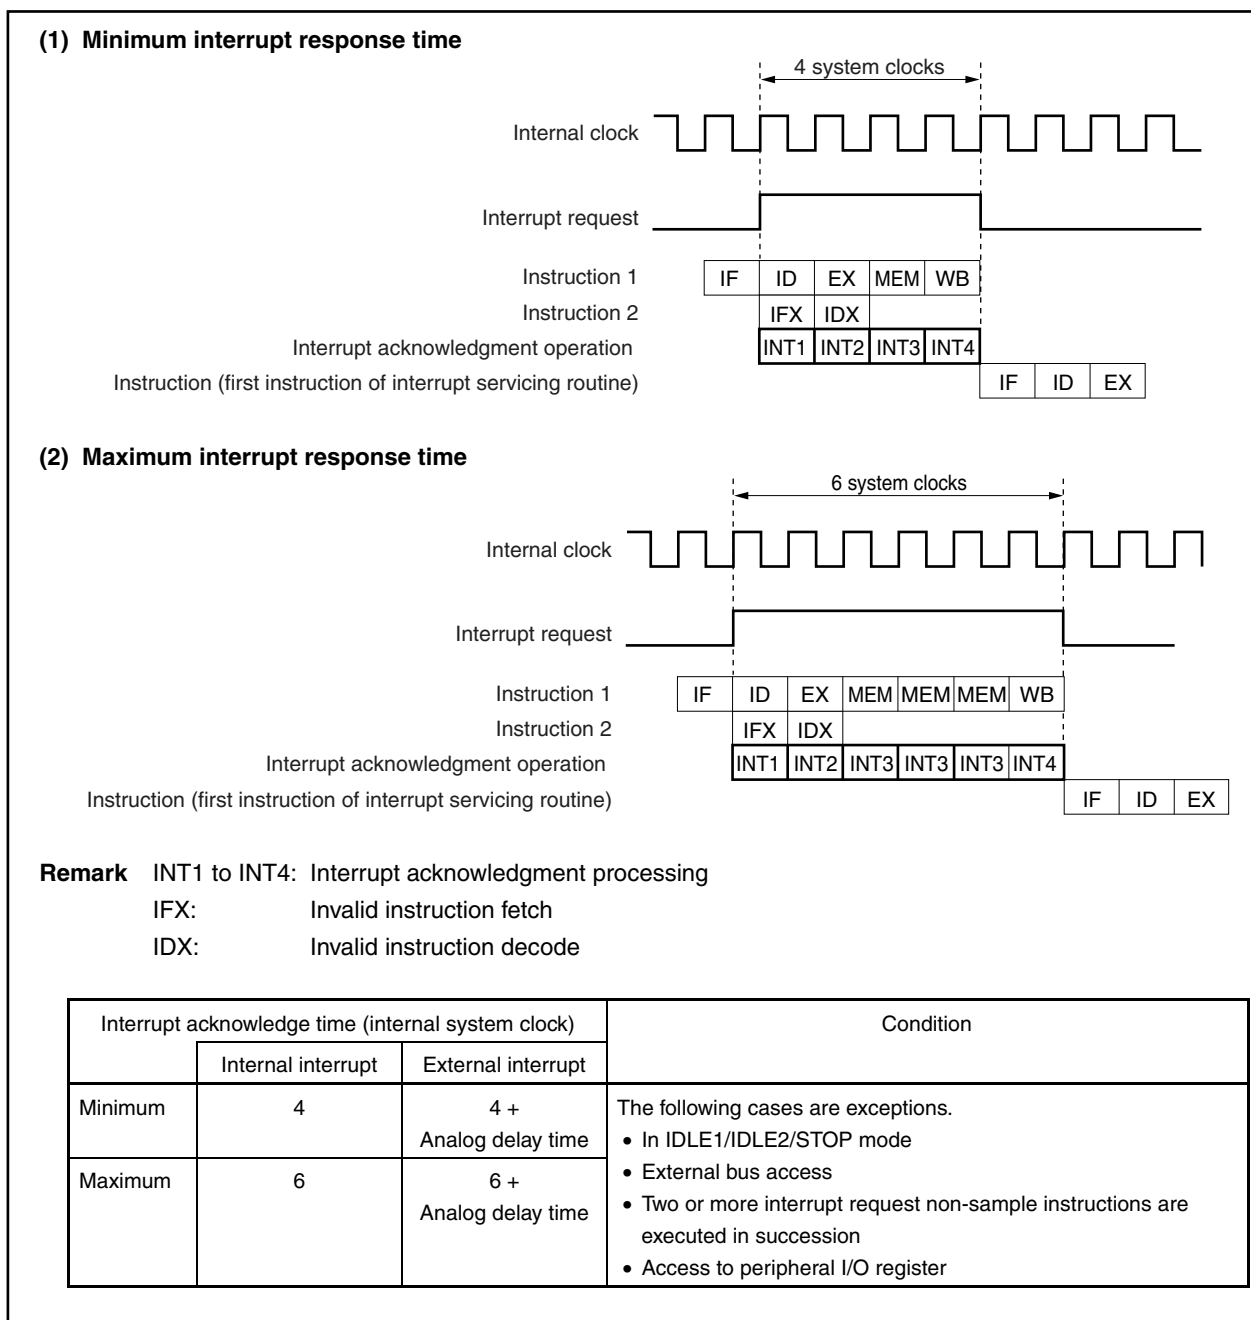 (1) Minimum interrupt response time
4 system clocks
Internal clock
Interrupt request
Instruction 1 IF ID EX MEM WB
Instruction 2 IFX IDX
Interrupt acknowledgment operation INT1 INT2 INT3 INT4
Instruction (first instruction of interrupt servicing routine) IF ID EX
(2) Maximum interrupt response time
6 system clocks
Internal clock
Interrupt request
Instruction 1 IF ID EX MEM MEM MEM WB
Instruction 2 IFX IDX
Interrupt acknowledgment operation INT1 INT2 INT3 INT3 INT3 INT4
Instruction (first instruction of interrupt servicing routine) IF ID EX
Remark INT1 to INT4: Interrupt acknowledgment processing
IFX: Invalid instruction fetch
IDX: Invalid instruction decode
Interrupt acknowledge time (internal system clock) Condition
Internal interrupt External interrupt
Minimum 4 4 + The following cases are exceptions.
Analog delay time • In IDLE1/IDLE2/STOP mode
• External bus access
Maximum 6 6 + • Two or more interrupt request non-sample instructions are
Analog delay time executed in succession
• Access to peripheral I/O register